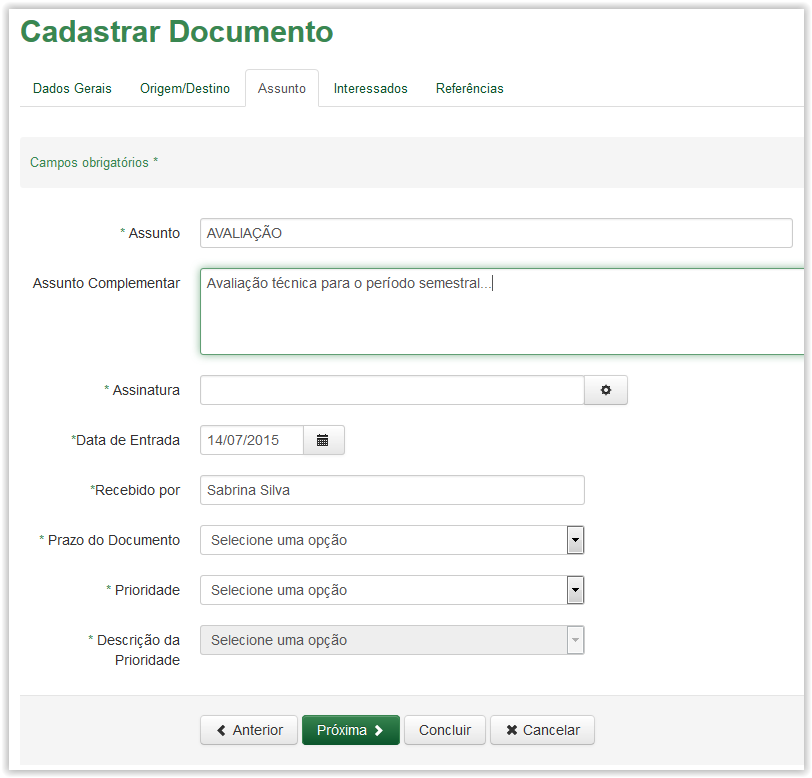 Cadastrar Documento
Dados Gerais Origem/Destino Assunto Interessados Referências
Campos obrigatórios *
* Assunto AVALIAÇÃO
Assunto Complementar Avaliação técnica para o período semestral...
* Assinatura
*Data de Entrada 14/07/2015
*Recebido por Sabrina Silva
* Prazo do Documento Selecione uma opção
* Prioridade Selecione uma opção
* Descrição da Prioridade Selecione uma opção
Anterior Próxima Concluir Cancelar